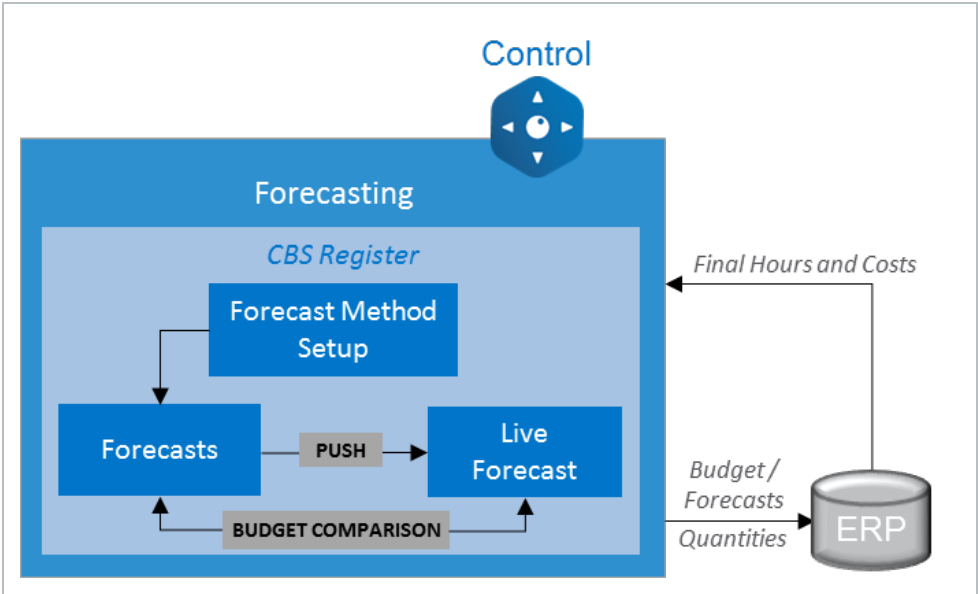 Control
Forecasting
CBS Register
Forecast Method
Setup
Forecasts
PUSH
Live
Forecast
BUDGET COMPARISON
Final Hours and Costs
Budget /
Forecasts
Quantities
ERP